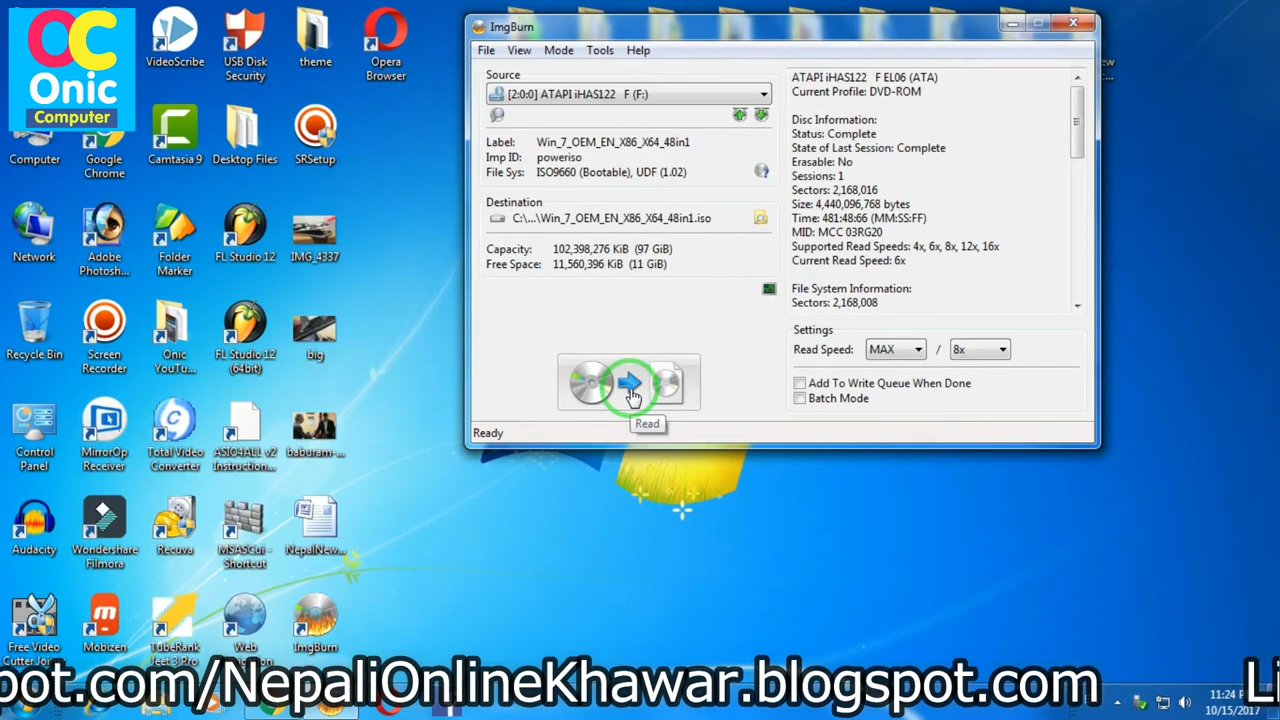 OC
Onic
Computer
VideoScribe
USB Disk
Security
theme
Opera
Browser
Computer
Google
Chrome
Camtasia 9
Desktop Files
SRSetup
Network
Adobe
Photosh...
Folder
Marker
FL Studio 12
IMG_4337
Recycle Bin
Screen
Recorder
Onic
YouTu...
FL Studio 12
(64bit)
big
Control
Panel
MirrorOp
Receiver
Total Video
Converter
ASIO4ALL v2
Instruction...
baburam-...
Audacity
Wondershare
Filmora
Recuva
MSASCui -
Shortcut
NepalNew...
Free Video
Cutter Joi...
Mobizen
TubeRank
Jeet 3 Pro
Web
ImgBurn
ImgBurn
File View Mode Tools Help
Source
[2:0:0] ATAPI iHAS122 F (F:)
Label: Win_7_OEM_EN_X86_X64_48in1
Imp ID: poweriso
File Sys: ISO9660 (Bootable), UDF (1.02)
Destination
C:\...\Win_7_OEM_EN_X86_X64_48in1.iso
Capacity: 102,398,276 KiB (97 GiB)
Free Space: 11,560,396 KiB (11 GiB)
Read
Ready
ATAPI iHAS122 F EL06 (ATA)
Current Profile: DVD-ROM
Disc Information:
Status: Complete
State of Last Session: Complete
Erasable: No
Sessions: 1
Sectors: 2,168,016
Size: 4,440,096,768 bytes
Time: 481:48:66 (MM:SS:FF)
MID: MCC 03RG20
Supported Read Speeds: 4x, 6x, 8x, 12x, 16x
Current Read Speed: 6x
File System Information:
Sectors: 2,168,008
Settings
Read Speed: MAX / 8x
Add To Write Queue When Done
Batch Mode
pot.com/NepaliOnlineKhawar.blogspot.com Li
11:24 PM
10/15/2017